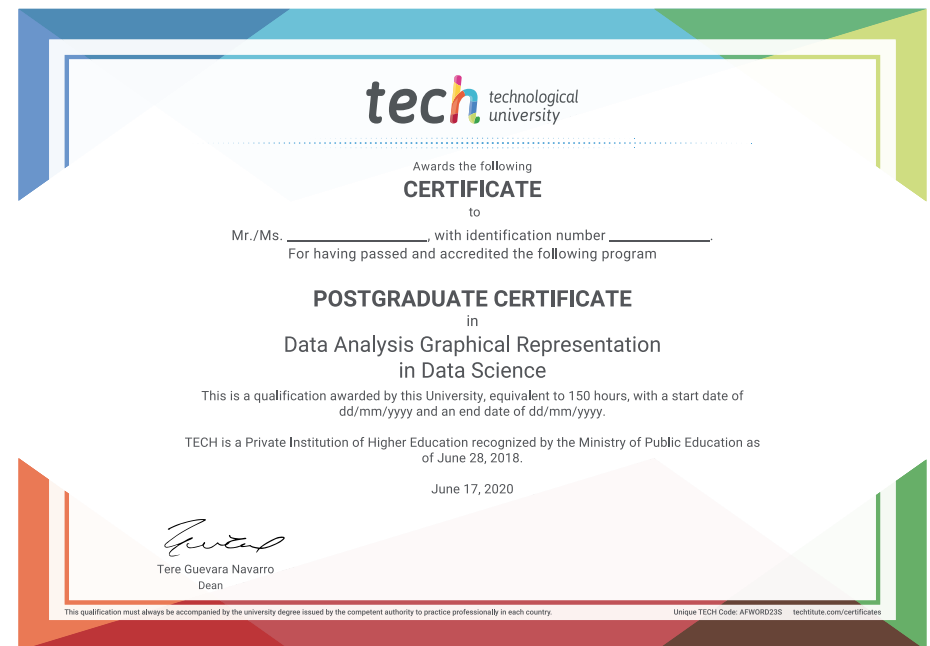 tech technological
university
Awards the following
CERTIFICATE
to
Mr./Ms. ____________________, with identification number ______________.
For having passed and accredited the following program
POSTGRADUATE CERTIFICATE
in
Data Analysis Graphical Representation
in Data Science
This is a qualification awarded by this University, equivalent to 150 hours, with a start date of
dd/mm/yyyy and an end date of dd/mm/yyyy.
TECH is a Private Institution of Higher Education recognized by the Ministry of Public Education as
of June 28, 2018.
June 17, 2020
Tere Guevara Navarro
Dean
This qualification must always be accompanied by the university degree issued by the competent authority to practice professionally in each country.
Unique TECH Code: AFWORD23S techtitute.com/certificates